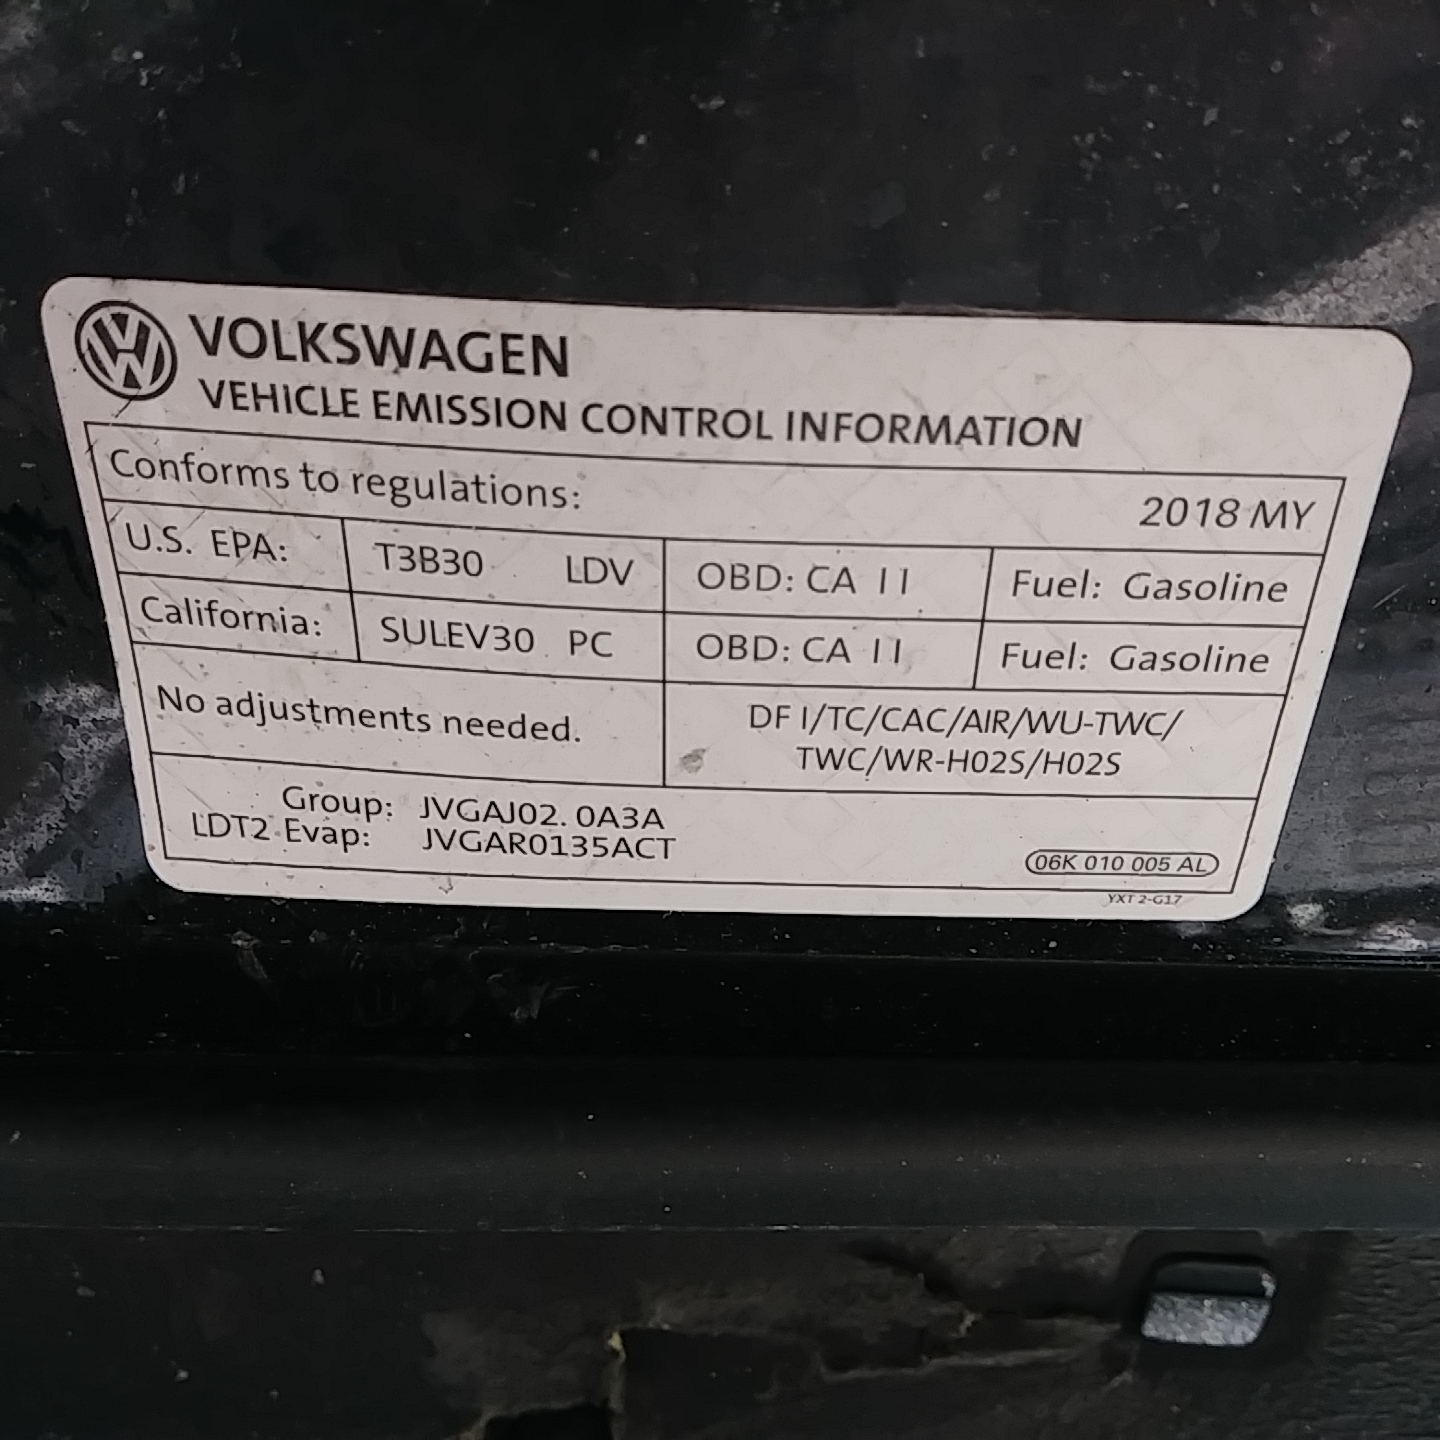 VOLKSWAGEN
VEHICLE EMISSION CONTROL INFORMATION
Conforms to regulations: 2018 MY
U.S. EPA: T3B30 LDV OBD: CA II Fuel: Gasoline
California: SULEV30 PC OBD: CA II Fuel: Gasoline
No adjustments needed. DF I/TC/CAC/AIR/WU-TWC/
TWC/WR-HO2S/HO2S
Group: JVGAJ02.0A3A
LDT2 Evap: JVGAR0135ACT
06K 010 005 AL
YXT 2-G17